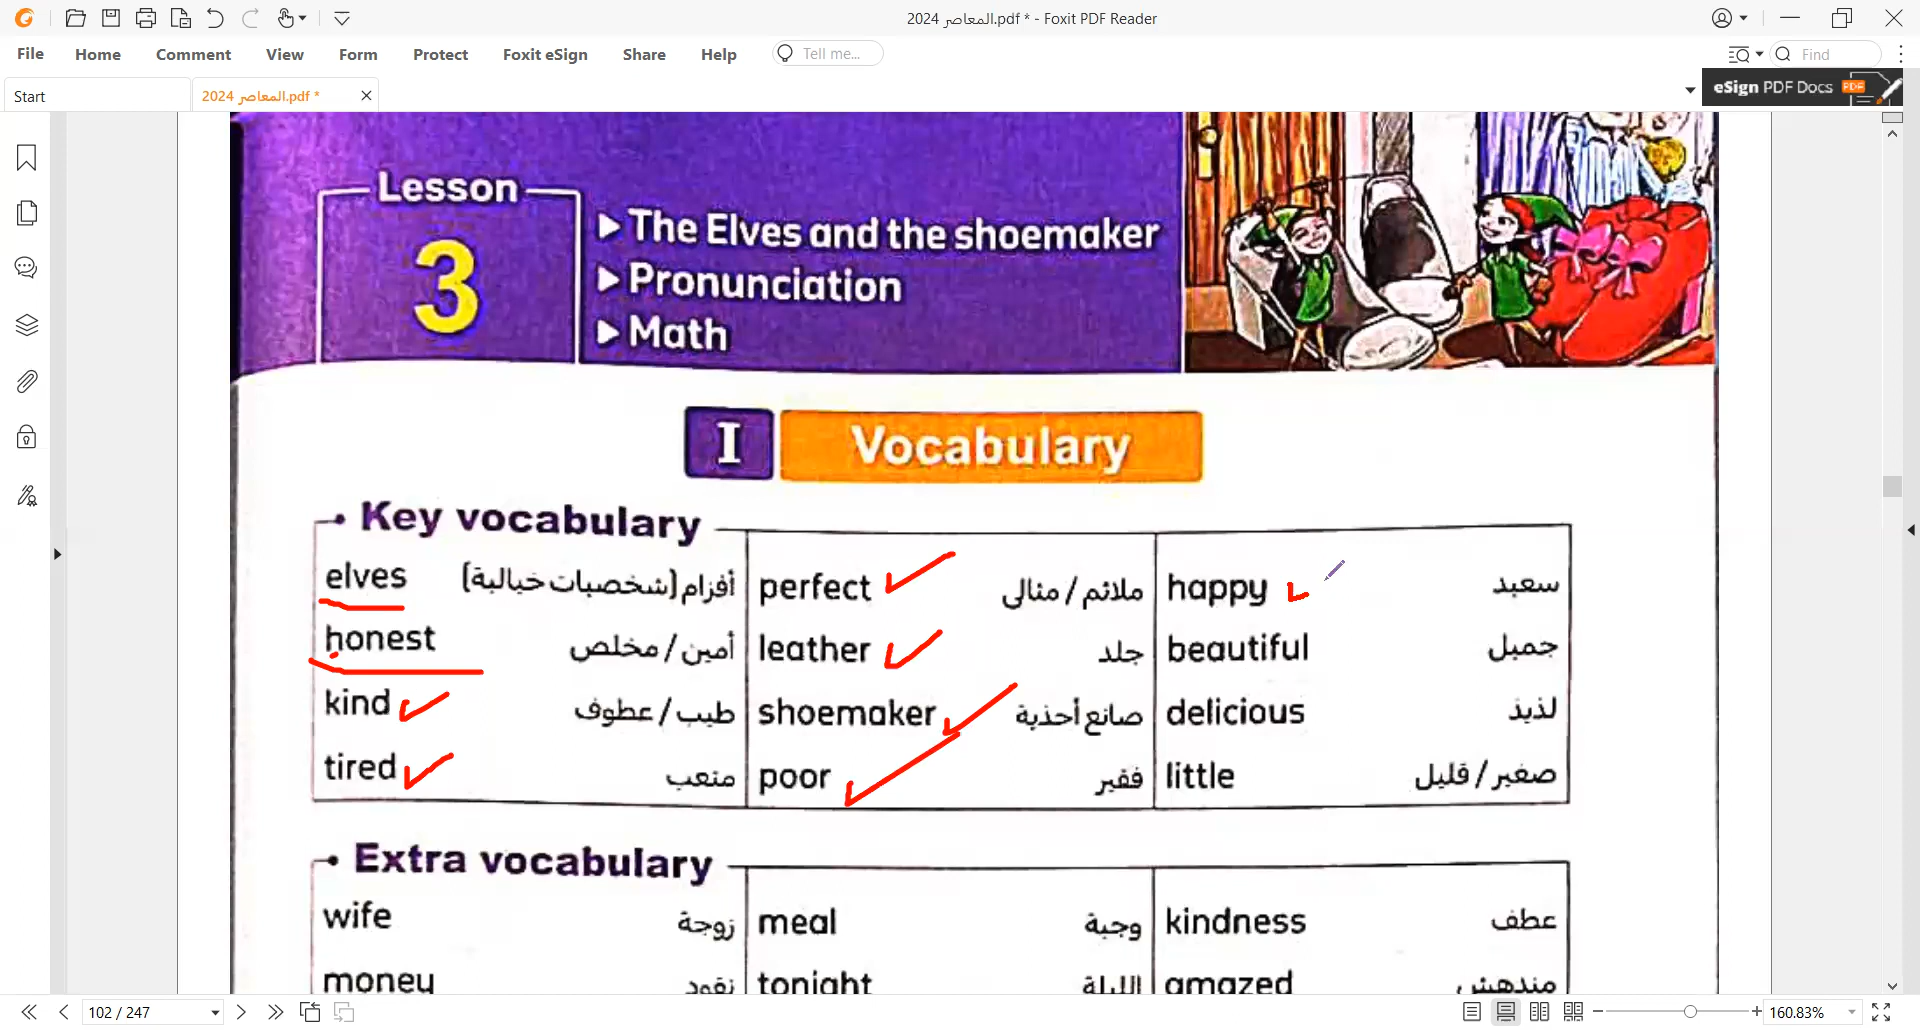 المعاصر 2024.pdf * - Foxit PDF Reader
File Home Comment View Form Protect Foxit eSign Share Help Tell me... Find
Start المعاصر 2024.pdf * eSign PDF Docs PDF
Lesson
3
The Elves and the shoemaker
Pronunciation
Math
I Vocabulary
Key vocabulary
elves أقزام (شخصيات خيالية) perfect ملائم / مثالى happy سعيد
honest أمين / مخلص leather جلد beautiful جميل
kind طيب / عطوف shoemaker صانع أحذية delicious لذيذ
tired متعب poor فقير little صغير / قليل
Extra vocabulary
wife زوجة meal وجبة kindness عطف
money نقود tonight الليلة amazed مندهش
102 / 247 160.83%